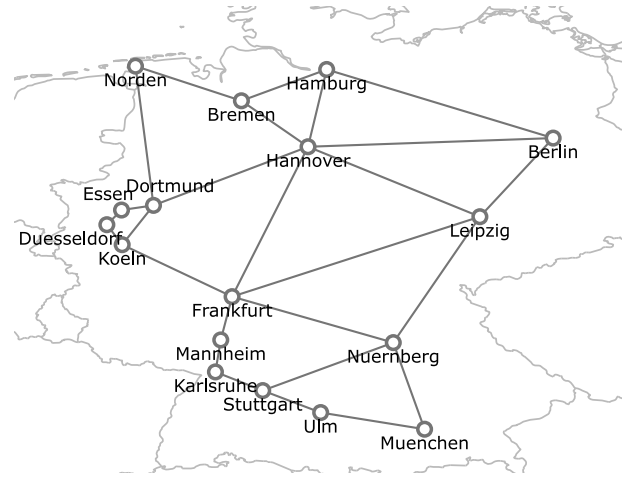 Norden
Hamburg
Bremen
Berlin
Hannover
Dortmund
Essen
Leipzig
Duesseldorf
Koeln
Frankfurt
Mannheim
Nuernberg
Karlsruhe
Stuttgart
Ulm
Muenchen